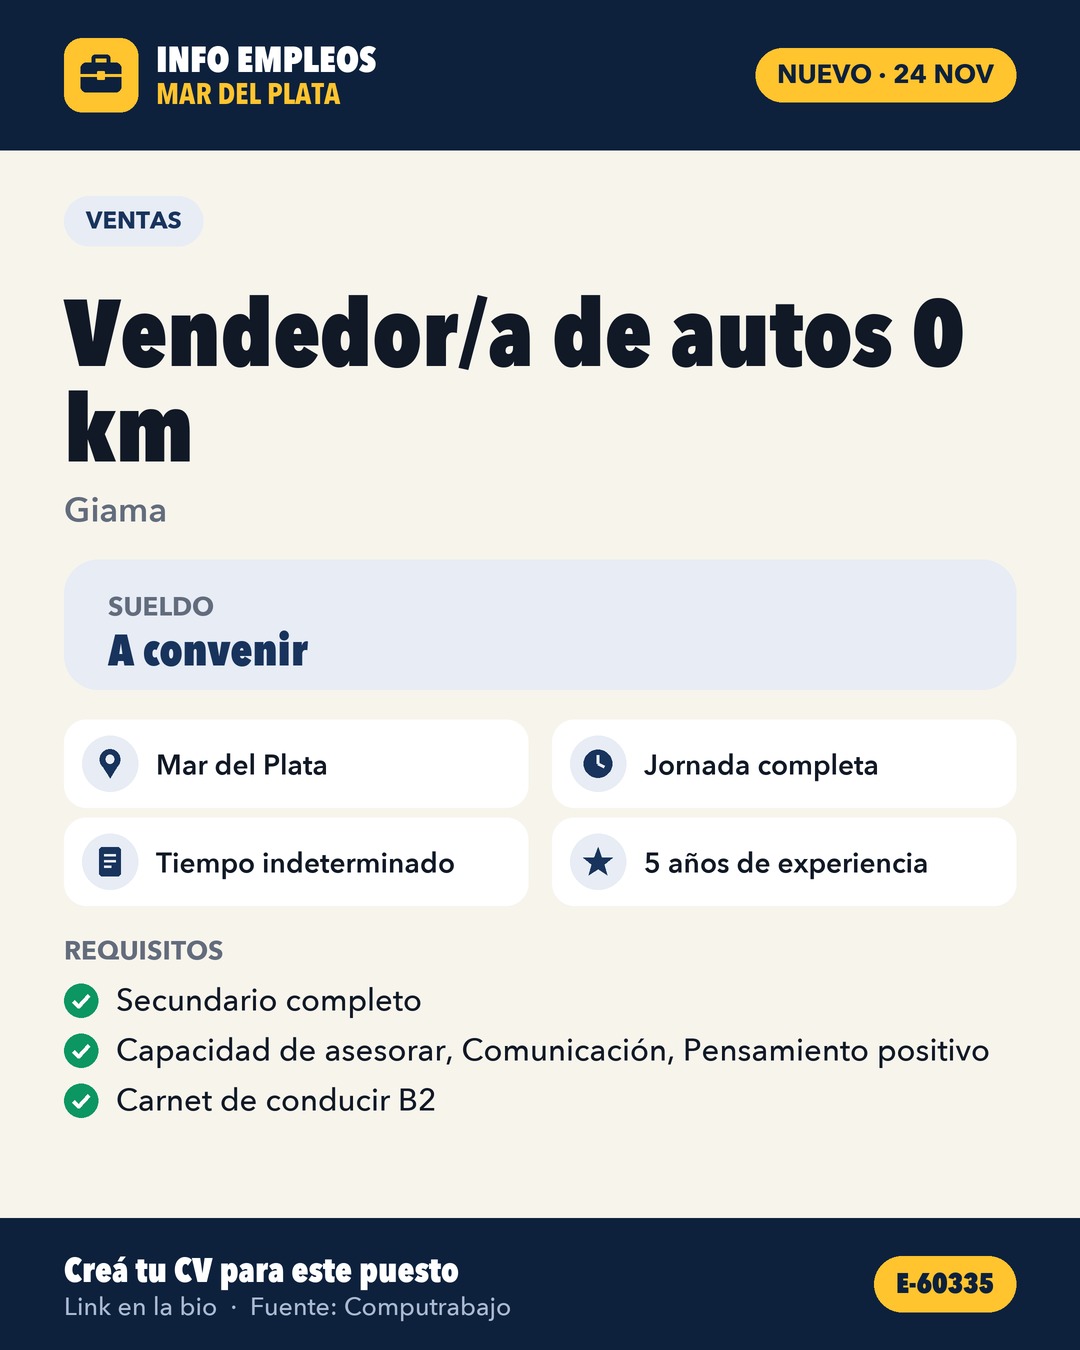 INFO EMPLEOS
MAR DEL PLATA
NUEVO · 24 NOV
VENTAS
Vendedor/a de autos 0
km
Giama
SUELDO
A convenir
Mar del Plata
Jornada completa
Tiempo indeterminado
5 años de experiencia
REQUISITOS
Secundario completo
Capacidad de asesorar, Comunicación, Pensamiento positivo
Carnet de conducir B2
Creá tu CV para este puesto
Link en la bio · Fuente: Computrabajo
E-60335